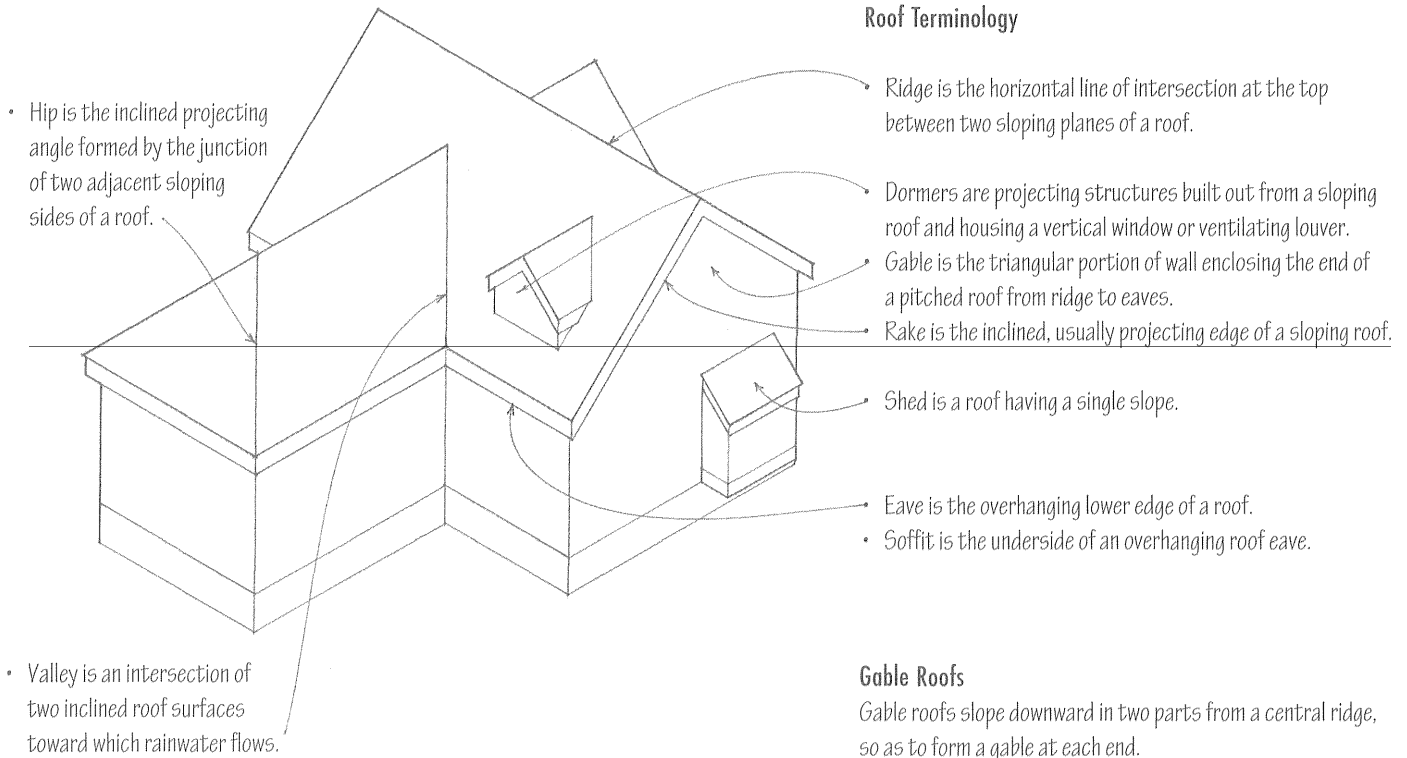 Roof Terminology
• Hip is the inclined projecting
angle formed by the junction
of two adjacent sloping
sides of a roof.
• Ridge is the horizontal line of intersection at the top
between two sloping planes of a roof.
• Dormers are projecting structures built out from a sloping
roof and housing a vertical window or ventilating louver.
• Gable is the triangular portion of wall enclosing the end of
a pitched roof from ridge to eaves.
• Rake is the inclined, usually projecting edge of a sloping roof.
• Shed is a roof having a single slope.
• Eave is the overhanging lower edge of a roof.
• Soffit is the underside of an overhanging roof eave.
• Valley is an intersection of
two inclined roof surfaces
toward which rainwater flows.
Gable Roofs
Gable roofs slope downward in two parts from a central ridge,
so as to form a gable at each end.